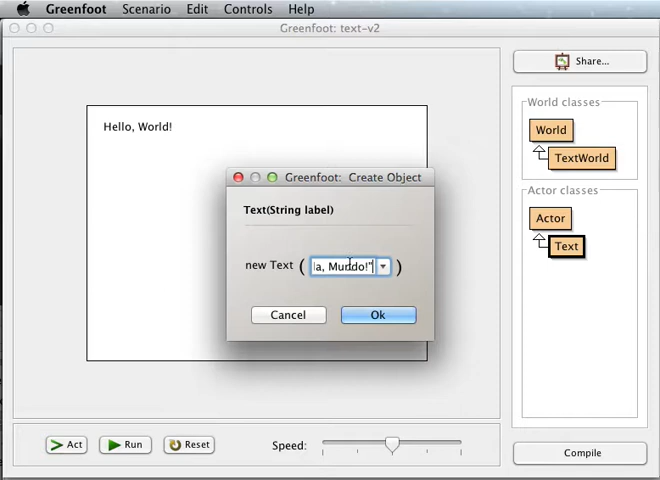 Greenfoot Scenario Edit Controls Help
Greenfoot: text-v2
Share...
World classes
World
TextWorld
Actor classes
Actor
Text
Hello, World!
Greenfoot: Create Object
Text(String label)
new Text ( la, Mundo!" )
Cancel Ok
Act Run Reset Speed:
Compile